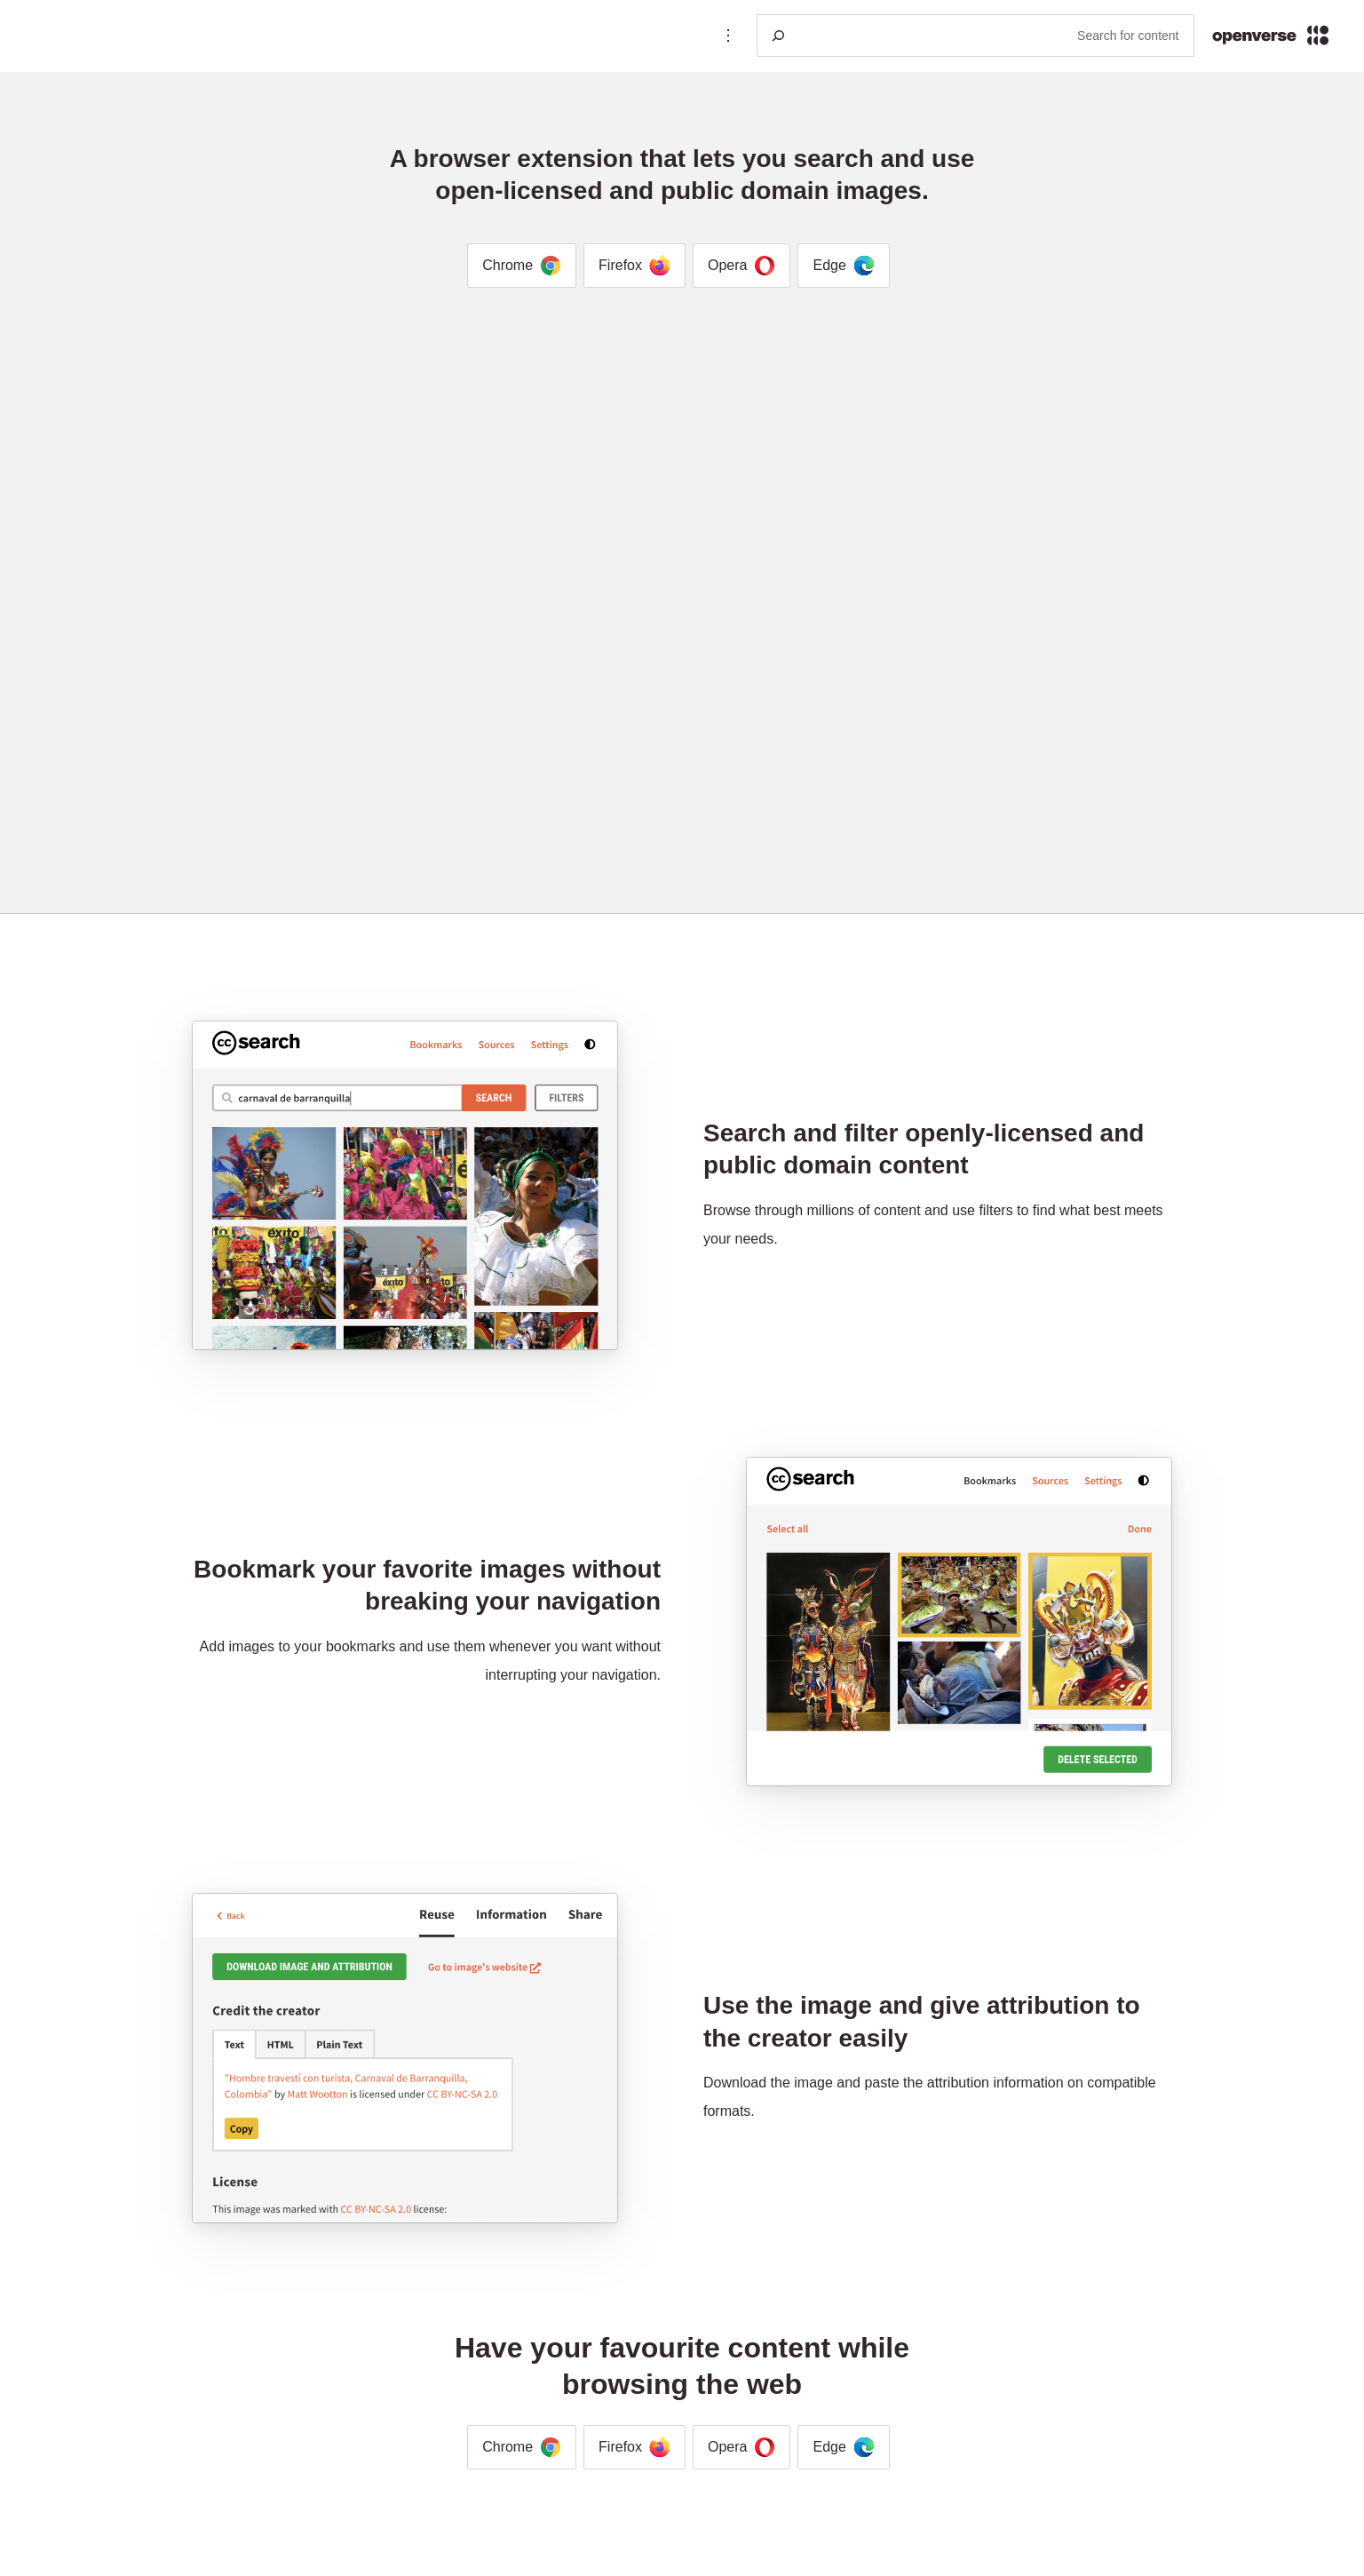 Search for content
openverse
A browser extension that lets you search and use
open-licensed and public domain images.
Chrome
Firefox
Opera
Edge
cc search
Bookmarks
Sources
Settings
carnaval de barranquilla
SEARCH
FILTERS
éxito
éxito
Search and filter openly-licensed and
public domain content
Browse through millions of content and use filters to find what best meets
your needs.
Bookmark your favorite images without
breaking your navigation
Add images to your bookmarks and use them whenever you want without
interrupting your navigation.
cc search
Bookmarks
Sources
Settings
Select all
Done
DELETE SELECTED
Back
Reuse
Information
Share
DOWNLOAD IMAGE AND ATTRIBUTION
Go to image's website
Credit the creator
Text
HTML
Plain Text
"Hombre travestí con turista, Carnaval de Barranquilla,
Colombia" by Matt Wootton is licensed under CC BY-NC-SA 2.0
Copy
License
This image was marked with CC BY-NC-SA 2.0 license:
Use the image and give attribution to
the creator easily
Download the image and paste the attribution information on compatible
formats.
Have your favourite content while
browsing the web
Chrome
Firefox
Opera
Edge